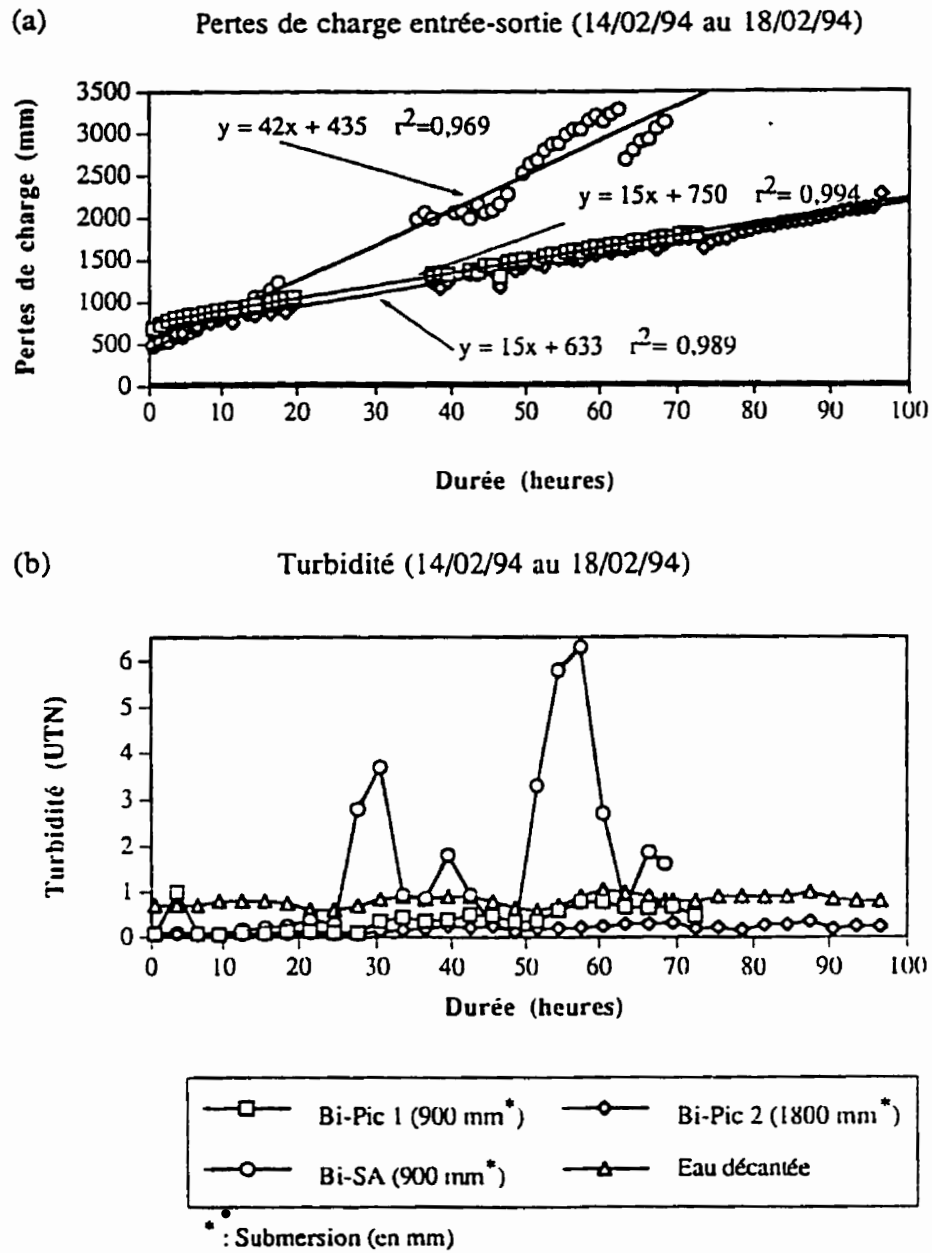 (a) Pertes de charge entrée-sortie (14/02/94 au 18/02/94)
Pertes de charge (mm)
3500
3000
2500
2000
1500
1000
500
0
y = 42x + 435 r²=0,969
y = 15x + 750 r²= 0,994
y = 15x + 633 r²= 0,989
0 10 20 30 40 50 60 70 80 90 100
Durée (heures)
(b) Turbidité (14/02/94 au 18/02/94)
Turbidité (UTN)
6
5
4
3
2
1
0
0 10 20 30 40 50 60 70 80 90 100
Durée (heures)
Bi-Pic 1 (900 mm*) Bi-Pic 2 (1800 mm*)
Bi-SA (900 mm*) Eau décantée
* : Submersion (en mm)